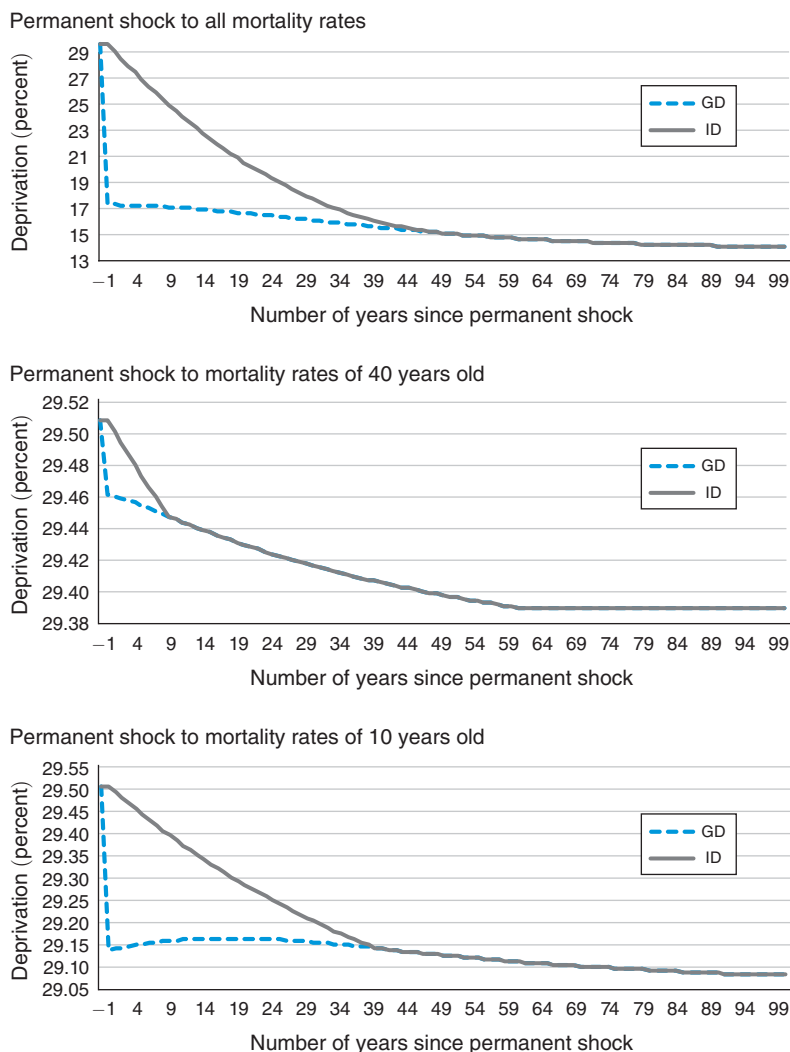 Permanent shock to all mortality rates
Deprivation (percent)
29
27
25
23
21
19
17
15
13
GD
ID
−1 4 9 14 19 24 29 34 39 44 49 54 59 64 69 74 79 84 89 94 99
Number of years since permanent shock
Permanent shock to mortality rates of 40 years old
Deprivation (percent)
29.52
29.50
29.48
29.46
29.44
29.42
29.40
29.38
GD
ID
−1 4 9 14 19 24 29 34 39 44 49 54 59 64 69 74 79 84 89 94 99
Number of years since permanent shock
Permanent shock to mortality rates of 10 years old
Deprivation (percent)
29.55
29.50
29.45
29.40
29.35
29.30
29.25
29.20
29.15
29.10
29.05
GD
ID
−1 4 9 14 19 24 29 34 39 44 49 54 59 64 69 74 79 84 89 94 99
Number of years since permanent shock